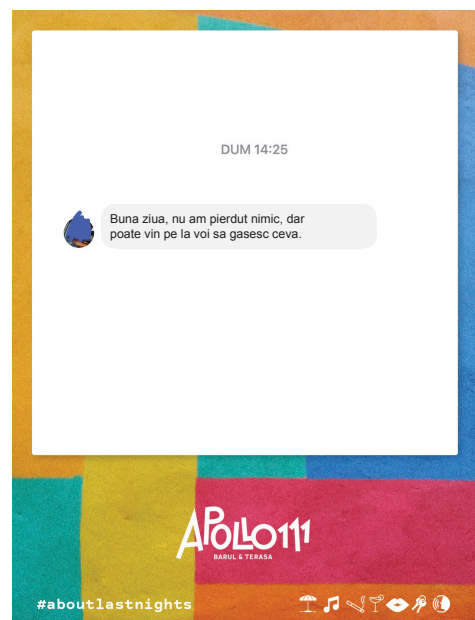 DUM 14:25
Buna ziua, nu am pierdut nimic, dar
poate vin pe la voi sa gasesc ceva.
APOLLO111
BARUL & TERASA
#aboutlastnights